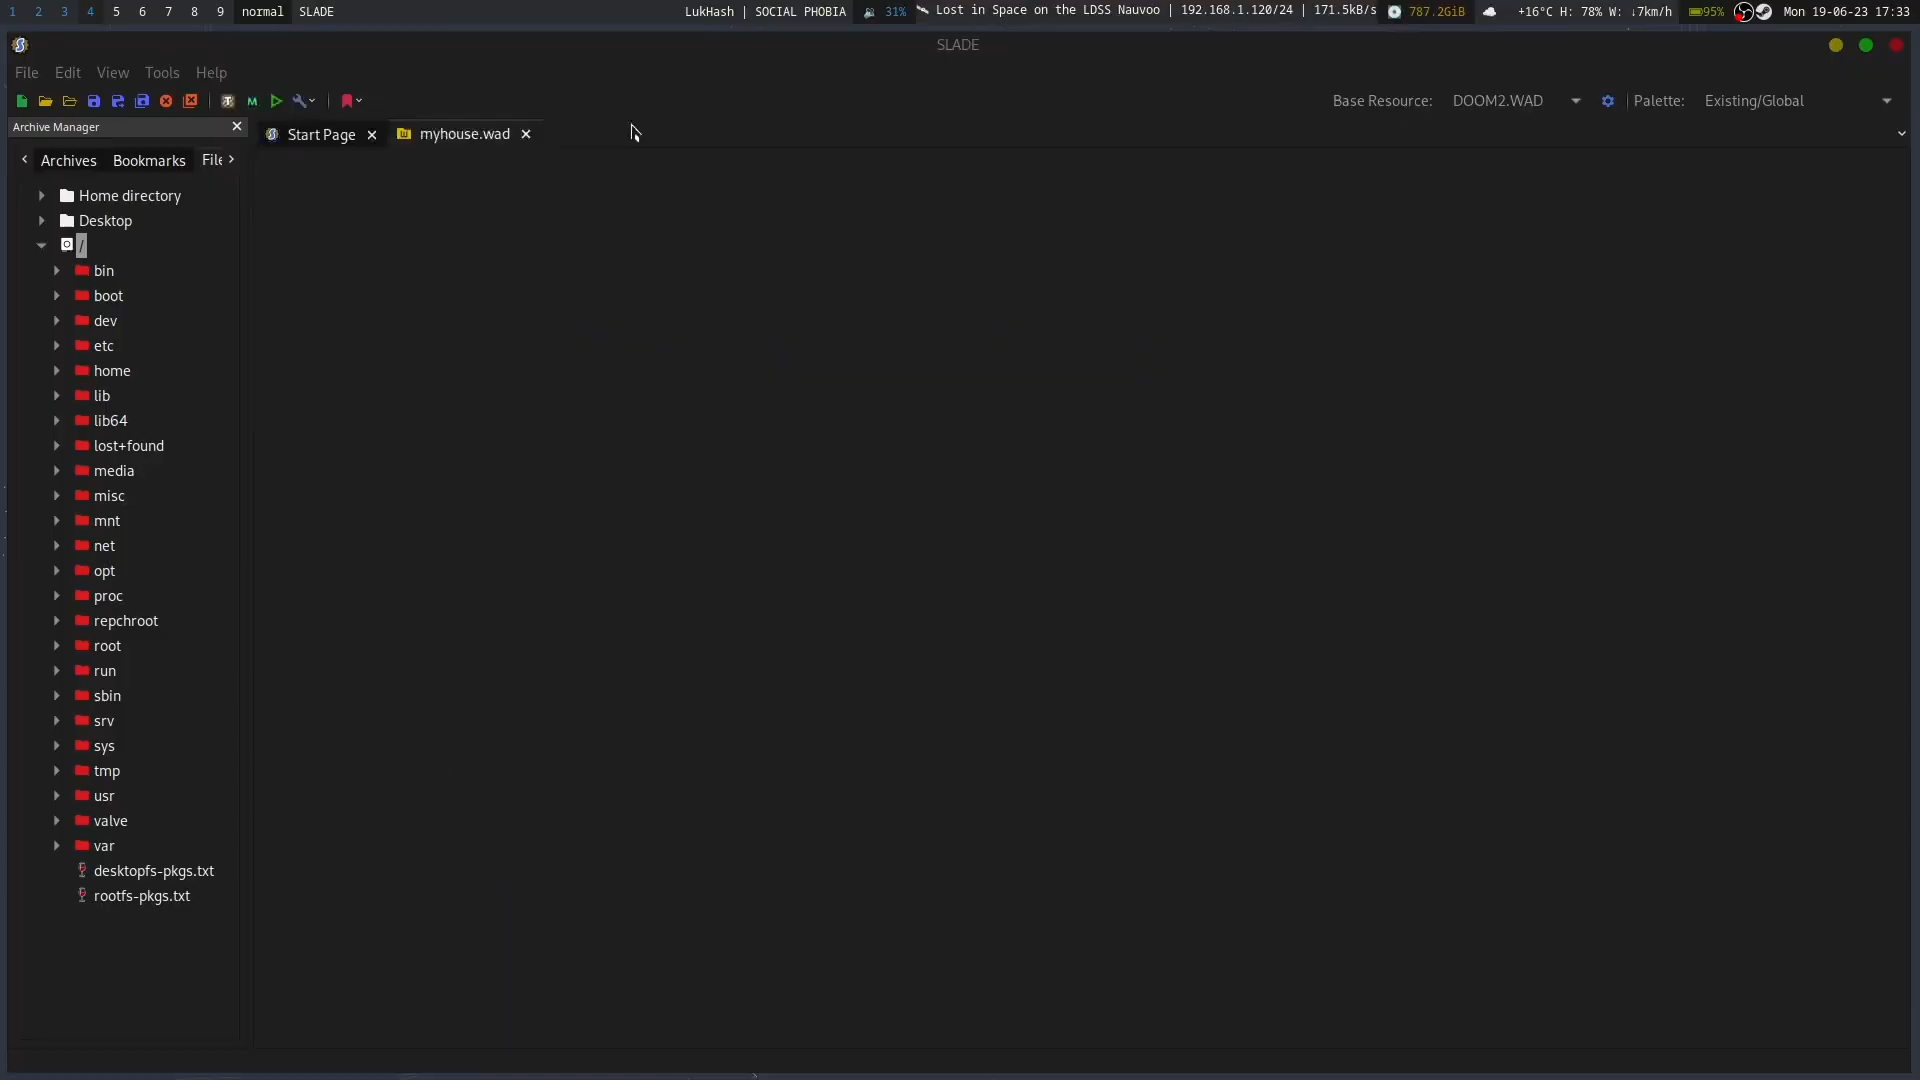 1 2 3 4 5 6 7 8 9 normal SLADE LukHash | SOCIAL PHOBIA 31% Lost in Space on the LDSS Nauvoo | 192.168.1.120/24 | 171.5kB/s 787.2GiB +16°C H: 78% W: ↓7km/h 95% Mon 19-06-23 17:33
SLADE
File Edit View Tools Help
Base Resource: DOOM2.WAD Palette: Existing/Global
Archive Manager
Start Page myhouse.wad
Archives Bookmarks File
Home directory
Desktop
/
bin
boot
dev
etc
home
lib
lib64
lost+found
media
misc
mnt
net
opt
proc
repchroot
root
run
sbin
srv
sys
tmp
usr
valve
var
desktopfs-pkgs.txt
rootfs-pkgs.txt